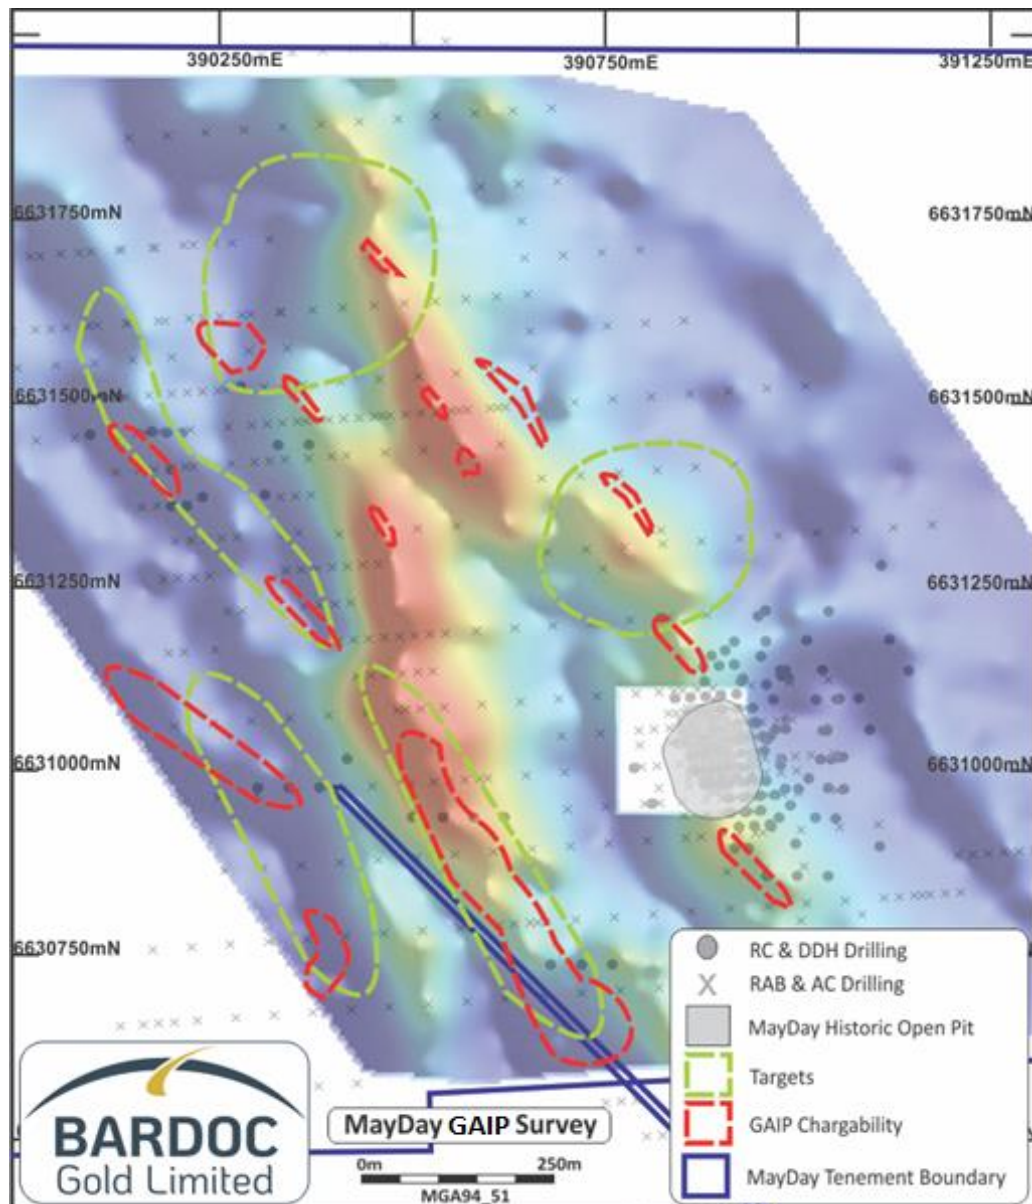 390250mE 390750mE 391250mE
6631750mN 6631750mN
6631500mN 6631500mN
6631250mN 6631250mN
6631000mN 6631000mN
6630750mN
RC & DDH Drilling
RAB & AC Drilling
MayDay Historic Open Pit
Targets
GAIP Chargability
MayDay Tenement Boundary
BARDOC
Gold Limited
MayDay GAIP Survey
0m 250m
MGA94_51